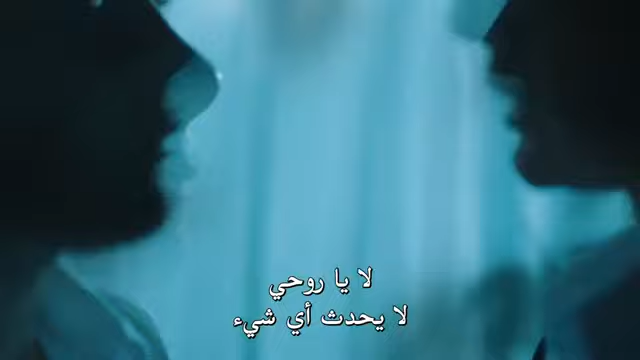 لا يا روحي
لا يحدث أي شيء